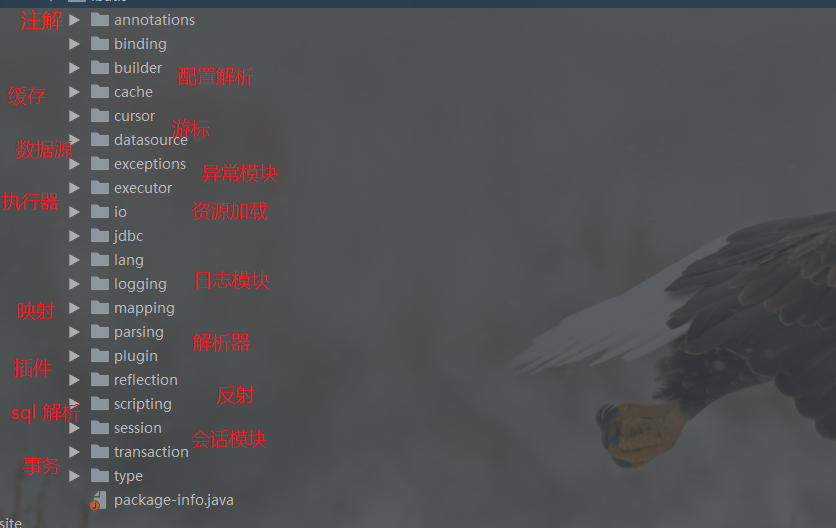 注解 annotations
binding
builder 配置解析
缓存 cache
cursor 游标
数据源 datasource
exceptions 异常模块
执行器 executor
io 资源加载
jdbc
lang
logging 日志模块
映射 mapping
parsing 解析器
插件 plugin
reflection 反射
sql 解析 scripting
session 会话模块
事务 transaction
type
package-info.java
site